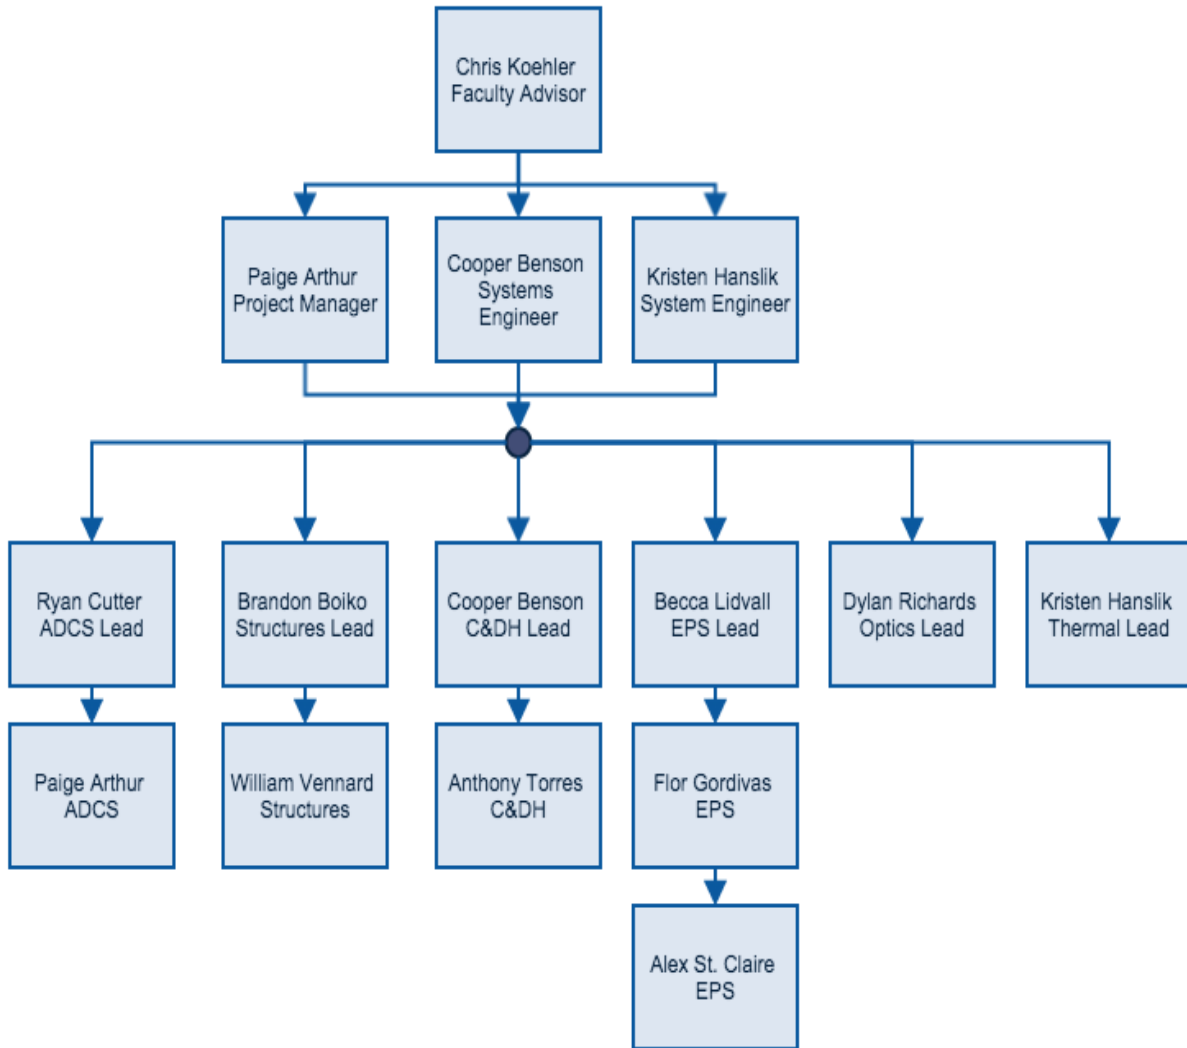 Chris Koehler
Faculty Advisor
Paige Arthur
Project Manager
Cooper Benson
Systems
Engineer
Kristen Hanslik
System Engineer
Ryan Cutter
ADCS Lead
Brandon Boiko
Structures Lead
Cooper Benson
C&DH Lead
Becca Lidvall
EPS Lead
Dylan Richards
Optics Lead
Kristen Hanslik
Thermal Lead
Paige Arthur
ADCS
William Vennard
Structures
Anthony Torres
C&DH
Flor Gordivas
EPS
Alex St. Claire
EPS